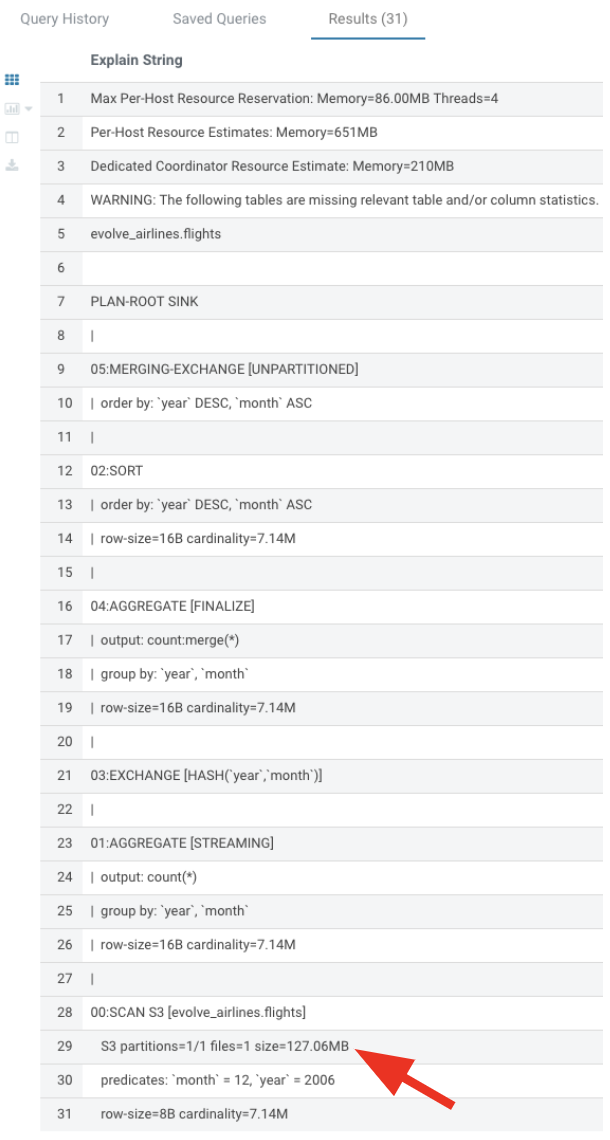 Query History Saved Queries Results (31)
Explain String
1 Max Per-Host Resource Reservation: Memory=86.00MB Threads=4
2 Per-Host Resource Estimates: Memory=651MB
3 Dedicated Coordinator Resource Estimate: Memory=210MB
4 WARNING: The following tables are missing relevant table and/or column statistics.
5 evolve_airlines.flights
6
7 PLAN-ROOT SINK
8 |
9 05:MERGING-EXCHANGE [UNPARTITIONED]
10 | order by: `year` DESC, `month` ASC
11 |
12 02:SORT
13 | order by: `year` DESC, `month` ASC
14 | row-size=16B cardinality=7.14M
15 |
16 04:AGGREGATE [FINALIZE]
17 | output: count:merge(*)
18 | group by: `year`, `month`
19 | row-size=16B cardinality=7.14M
20 |
21 03:EXCHANGE [HASH(`year`,`month`)]
22 |
23 01:AGGREGATE [STREAMING]
24 | output: count(*)
25 | group by: `year`, `month`
26 | row-size=16B cardinality=7.14M
27 |
28 00:SCAN S3 [evolve_airlines.flights]
29 S3 partitions=1/1 files=1 size=127.06MB
30 predicates: `month` = 12, `year` = 2006
31 row-size=8B cardinality=7.14M